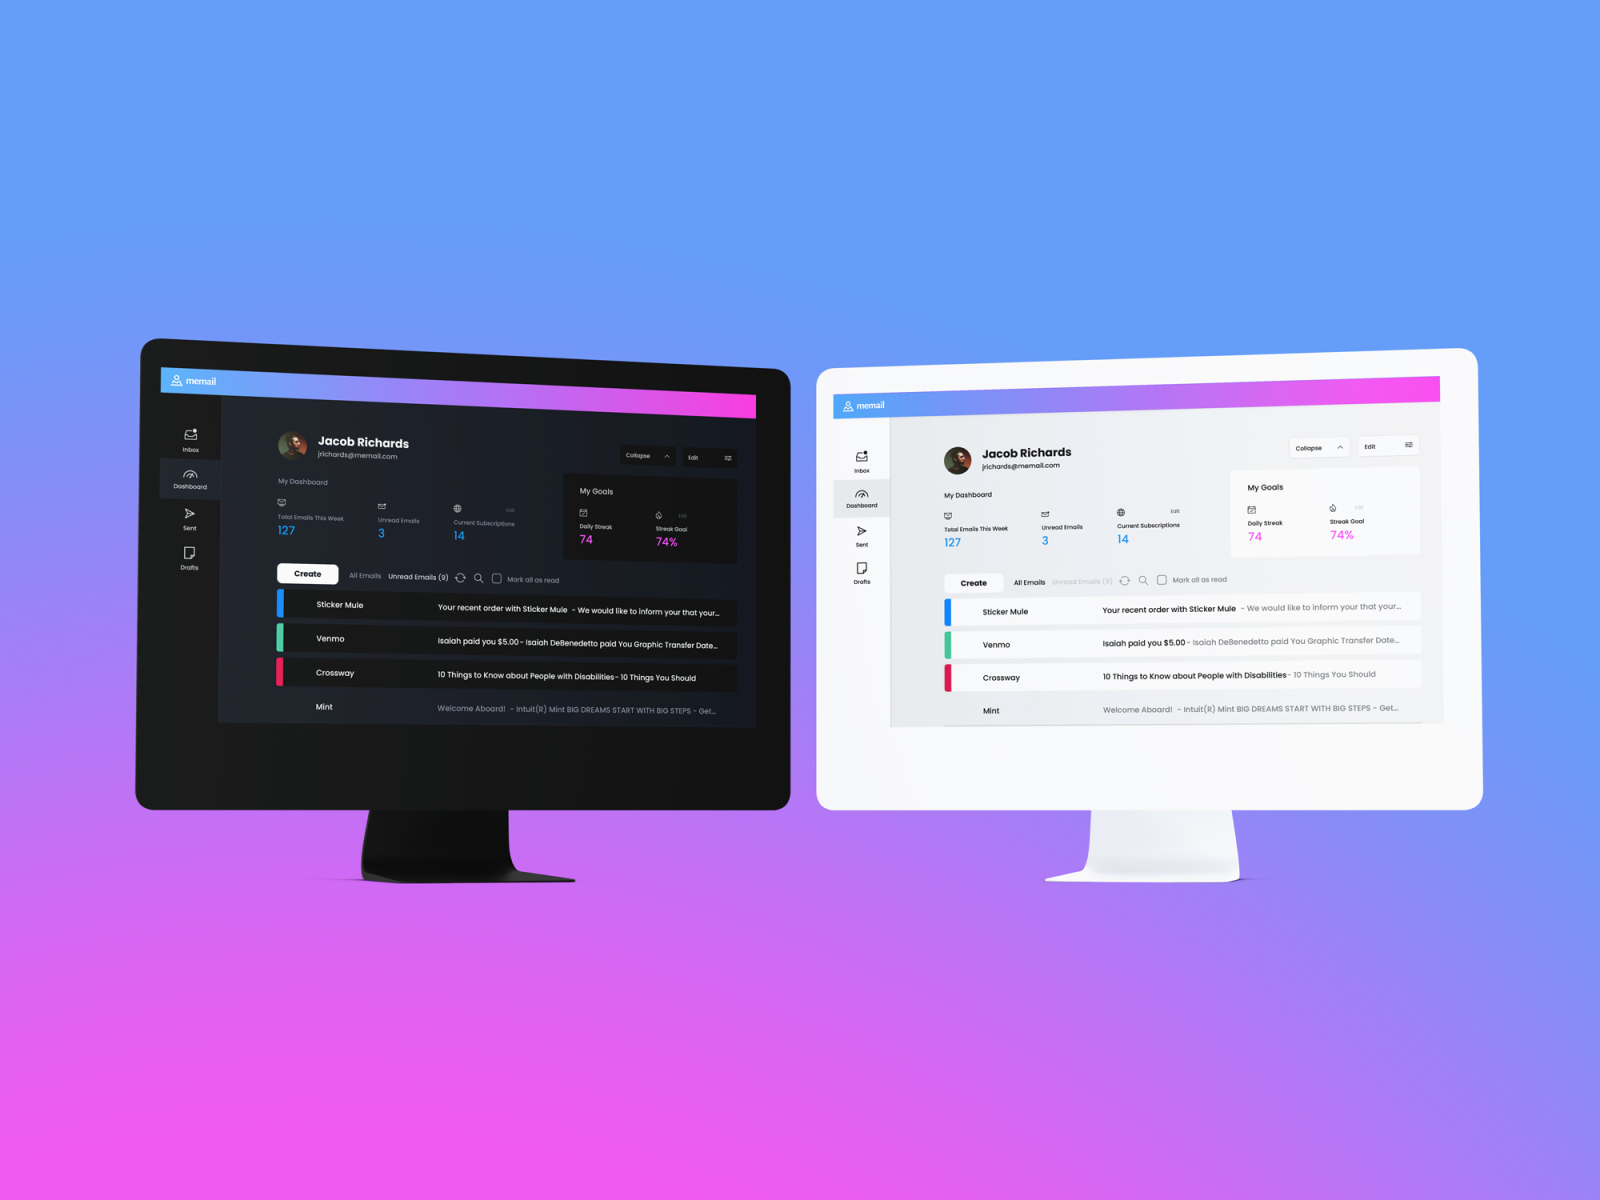 memail
Inbox
Dashboard
Sent
Drafts
Jacob Richards
jrichards@memail.com
Collapse
Edit
My Dashboard
Total Emails This Week
127
Unread Emails
3
Edit
Current Subscriptions
14
My Goals
Daily Streak
74
Edit
Streak Goal
74%
Create
All Emails
Unread Emails (9)
Mark all as read
Sticker Mule
Your recent order with Sticker Mule - We would like to inform your that your...
Venmo
Isaiah paid you $5.00 - Isaiah DeBenedetto paid You Graphic Transfer Date...
Crossway
10 Things to Know about People with Disabilities - 10 Things You Should
Mint
Welcome Aboard! - Intuit(R) Mint BIG DREAMS START WITH BIG STEPS - Get...
memail
Inbox
Dashboard
Sent
Drafts
Jacob Richards
jrichards@memail.com
Collapse
Edit
My Dashboard
Total Emails This Week
127
Unread Emails
3
Edit
Current Subscriptions
14
My Goals
Daily Streak
74
Edit
Streak Goal
74%
Create
All Emails
Unread Emails (9)
Mark all as read
Sticker Mule
Your recent order with Sticker Mule - We would like to inform your that your...
Venmo
Isaiah paid you $5.00 - Isaiah DeBenedetto paid You Graphic Transfer Date...
Crossway
10 Things to Know about People with Disabilities - 10 Things You Should
Mint
Welcome Aboard! - Intuit(R) Mint BIG DREAMS START WITH BIG STEPS - Get...